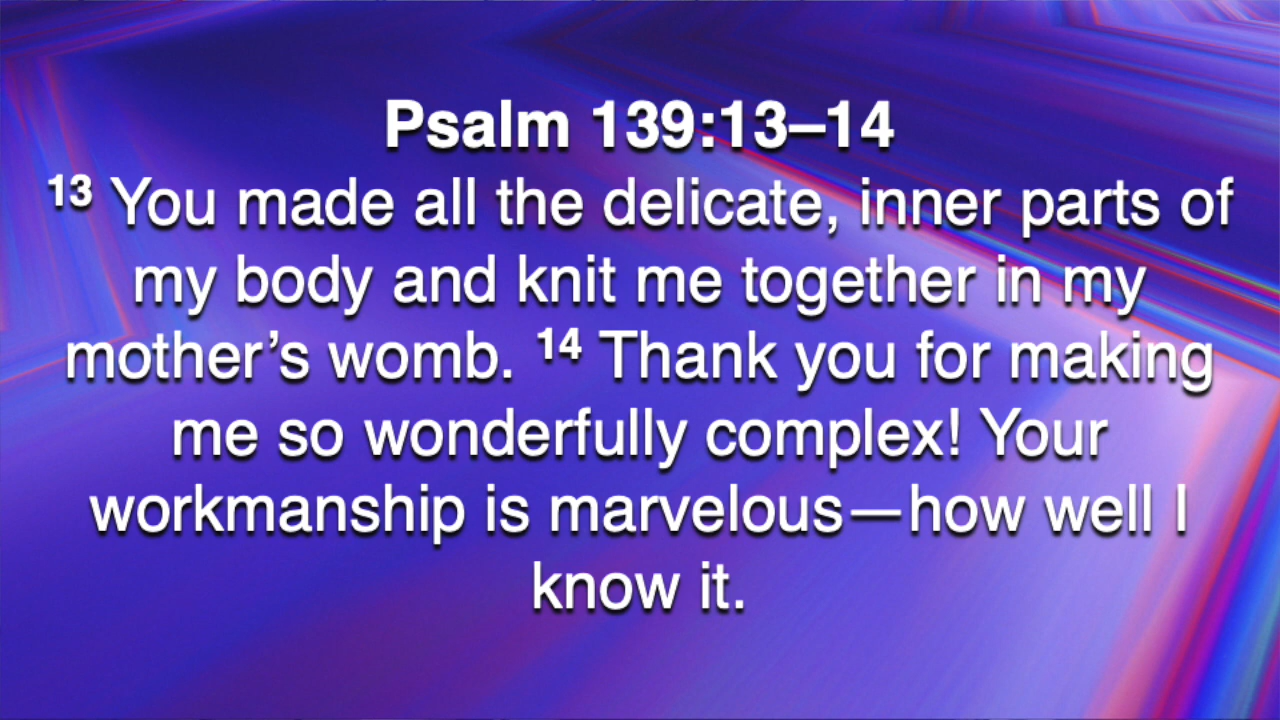 Psalm 139:13–14
¹³ You made all the delicate, inner parts of
my body and knit me together in my
mother’s womb. ¹⁴ Thank you for making
me so wonderfully complex! Your
workmanship is marvelous—how well I
know it.